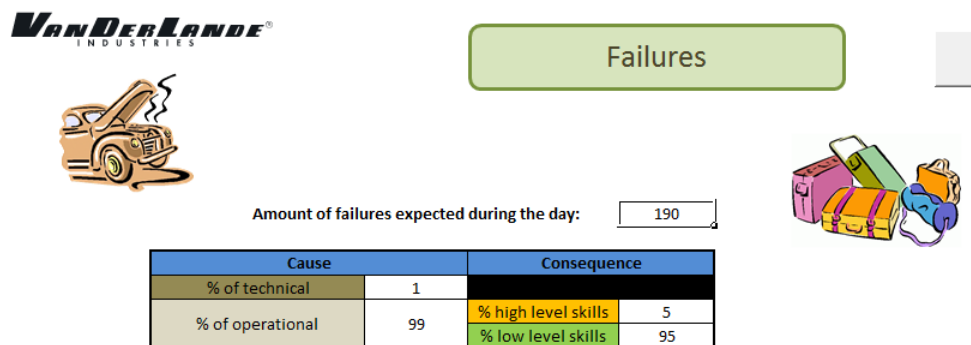 VANDERLANDE®
INDUSTRIES
Failures
Amount of failures expected during the day: 190
Cause Consequence
% of technical 1
% of operational 99
% high level skills 5
% low level skills 95